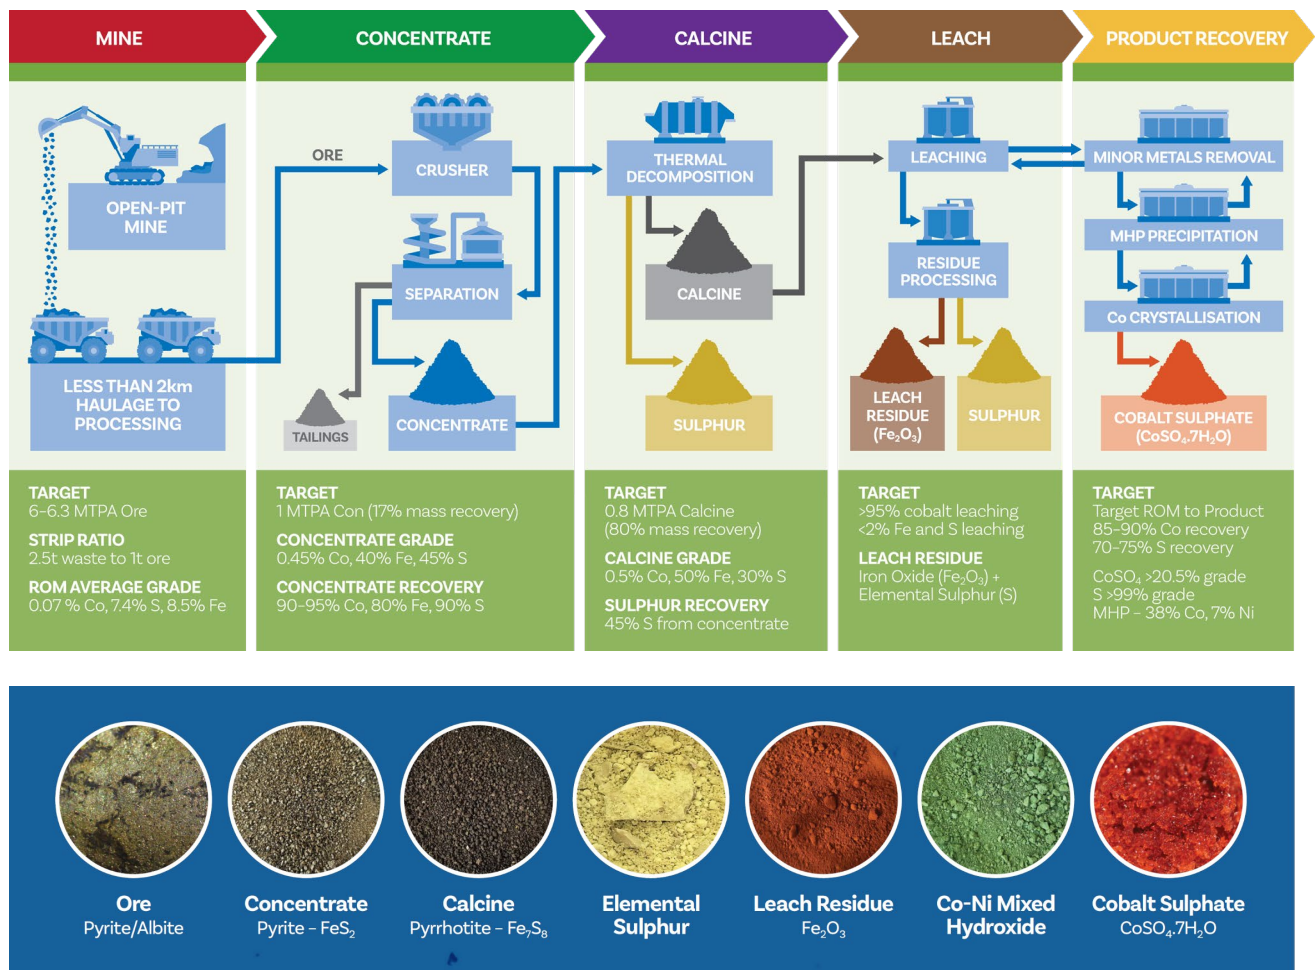 MINE
CONCENTRATE
CALCINE
LEACH
PRODUCT RECOVERY
OPEN-PIT
MINE
LESS THAN 2km
HAULAGE TO
PROCESSING
ORE
CRUSHER
SEPARATION
TAILINGS
CONCENTRATE
THERMAL
DECOMPOSITION
CALCINE
SULPHUR
LEACHING
RESIDUE
PROCESSING
LEACH
RESIDUE
(Fe₂O₃)
SULPHUR
MINOR METALS REMOVAL
MHP PRECIPITATION
Co CRYSTALLISATION
COBALT SULPHATE
(CoSO₄.7H₂O)
TARGET
6–6.3 MTPA Ore
STRIP RATIO
2.5t waste to 1t ore
ROM AVERAGE GRADE
0.07 % Co, 7.4% S, 8.5% Fe
TARGET
1 MTPA Con (17% mass recovery)
CONCENTRATE GRADE
0.45% Co, 40% Fe, 45% S
CONCENTRATE RECOVERY
90–95% Co, 80% Fe, 90% S
TARGET
0.8 MTPA Calcine
(80% mass recovery)
CALCINE GRADE
0.5% Co, 50% Fe, 30% S
SULPHUR RECOVERY
45% S from concentrate
TARGET
>95% cobalt leaching
<2% Fe and S leaching
LEACH RESIDUE
Iron Oxide (Fe₂O₃) +
Elemental Sulphur (S)
TARGET
Target ROM to Product
85–90% Co recovery
70–75% S recovery
CoSO₄ >20.5% grade
S >99% grade
MHP – 38% Co, 7% Ni
Ore
Pyrite/Albite
Concentrate
Pyrite – FeS₂
Calcine
Pyrrhotite – Fe₇S₈
Elemental
Sulphur
Leach Residue
Fe₂O₃
Co-Ni Mixed
Hydroxide
Cobalt Sulphate
CoSO₄.7H₂O